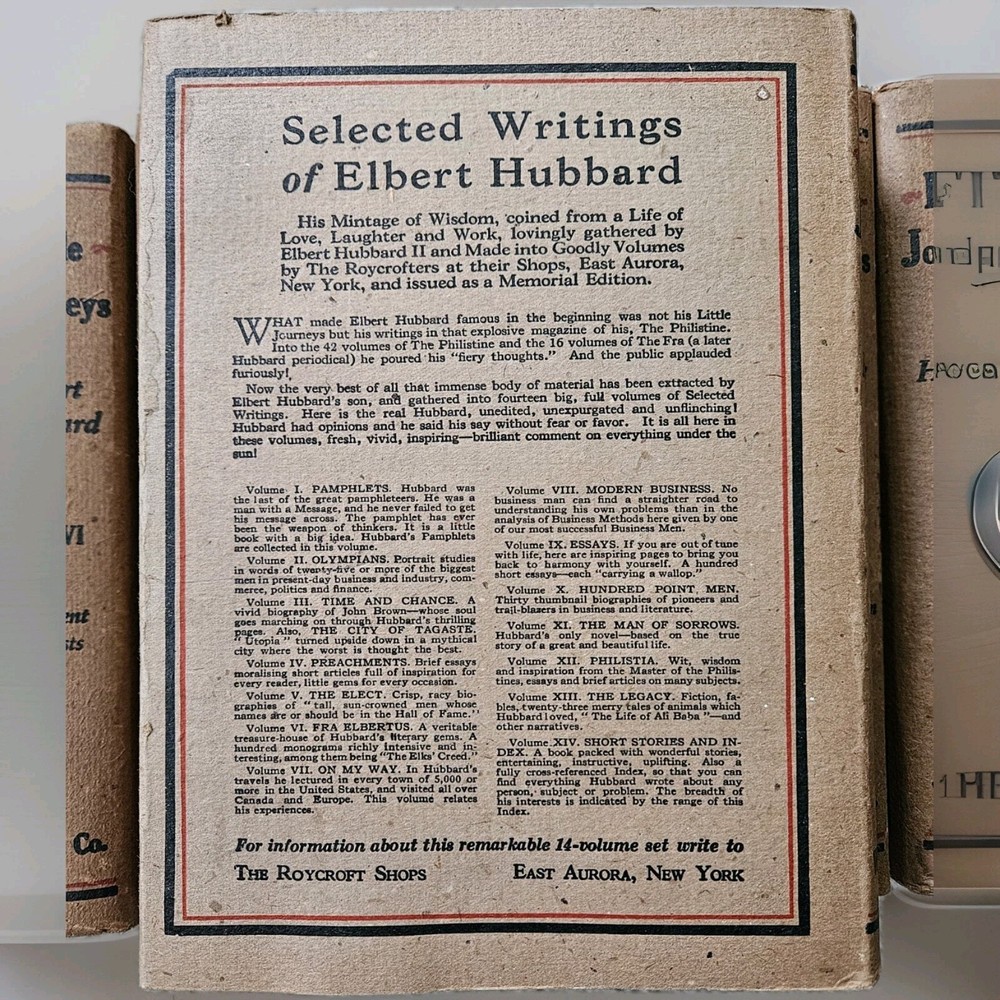 Selected Writings
of Elbert Hubbard
His Mintage of Wisdom, coined from a Life of
Love, Laughter and Work, lovingly gathered by
Elbert Hubbard II and Made into Goodly Volumes
by The Roycrofters at their Shops, East Aurora,
New York, and issued as a Memorial Edition.
WHAT made Elbert Hubbard famous in the beginning was not his Little
Journeys but his writings in that explosive magazine of his, The Philistine.
Into the 42 volumes of The Philistine and the 16 volumes of The Fra (a later
Hubbard periodical) he poured his "fiery thoughts." And the public applauded
furiously!
Now the very best of all that immense body of material has been extracted by
Elbert Hubbard's son, and gathered into fourteen big, full volumes of Selected
Writings. Here is the real Hubbard, unedited, unexpurgated and unflinching!
Hubbard had opinions and he said his say without fear or favor. It is all here in
these volumes, fresh, vivid, inspiring—brilliant comment on everything under the
sun!
Volume I. PAMPHLETS. Hubbard was
the last of the great pamphleteers. He was a
man with a Message, and he never failed to get
his message across. The pamphlet has ever
been the weapon of thinkers. It is a little
book with a big idea. Hubbard's Pamphlets
are collected in this volume.
Volume II. OLYMPIANS. Portrait studies
in words of twenty-five or more of the biggest
men in present-day business and industry, com-
merce, politics and finance.
Volume III. TIME AND CHANCE. A
vivid biography of John Brown—whose soul
goes marching on through Hubbard's thrilling
pages. Also, THE CITY OF TAGASTE.
"Utopia" turned upside down in a mythical
city where the worst is thought the best.
Volume IV. PREACHMENTS. Brief essays
moralising short articles full of inspiration for
every reader, little gems for every occasion.
Volume V. THE ELECT. Crisp, racy bio-
graphies of "tall, sun-crowned men whose
names are or should be in the Hall of Fame."
Volume VI. FRA ELBERTUS. A veritable
treasure-house of Hubbard's literary gems. A
hundred monograms richly intensive and in-
teresting, among them being "The Elks' Creed."
Volume VII. ON MY WAY. In Hubbard's
travels he lectured in every town of 5,000 or
more in the United States, and visited all over
Canada and Europe. This volume relates
his experiences.
Volume VIII. MODERN BUSINESS. No
business man can find a straighter road to
understanding his own problems than in the
analysis of Business Methods here given by one
of our most successful Business Men.
Volume IX. ESSAYS. If you are out of tune
with life, here are inspiring pages to bring you
back to harmony with yourself. A hundred
short essays—each "carrying a wallop."
Volume X. HUNDRED POINT MEN.
Thirty thumbnail biographies of pioneers and
trail-blazers in business and literature.
Volume XI. THE MAN OF SORROWS.
Hubbard's only novel—based on the true
story of a great and beautiful life.
Volume XII. PHILISTIA. Wit, wisdom
and inspiration from the Master of the Philis-
tines, essays and brief articles on many subjects.
Volume XIII. THE LEGACY. Fiction, fa-
bles, twenty-three merry tales of animals which
Hubbard loved, "The Life of Ali Baba"—and
other narratives.
Volume XIV. SHORT STORIES AND IN-
DEX. A book packed with wonderful stories,
entertaining, instructive, uplifting. Also a
fully cross-referenced Index, so that you can
find everything Hubbard wrote about any
person, subject or problem. The breadth of
his interests is indicated by the range of this
Index.
For information about this remarkable 14-volume set write to
THE ROYCROFT SHOPS EAST AURORA, NEW YORK
eys
VI
Co.